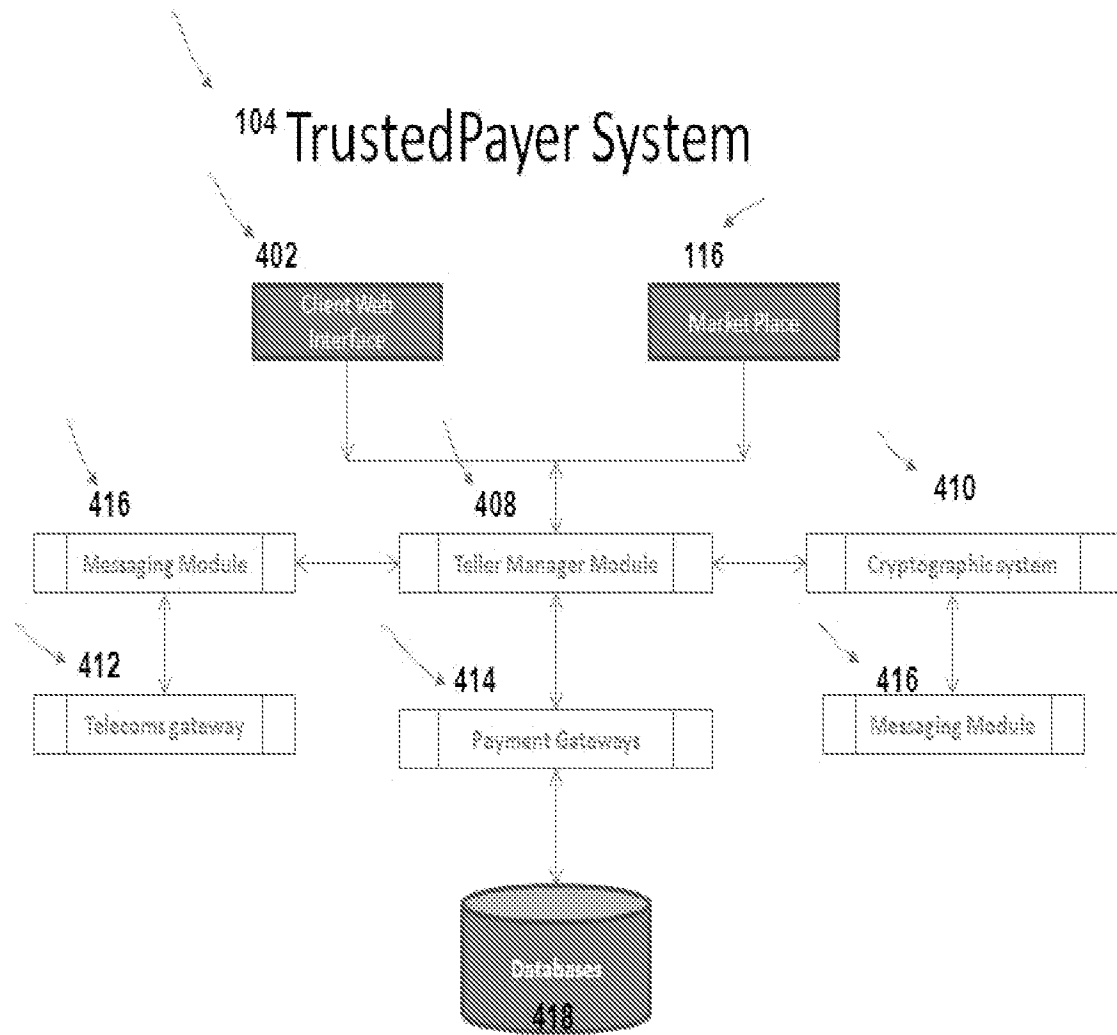 104 TrustedPayer System
402
116
Client Web
Interface
Market Place
416
408
410
Messaging Module
Teller Manager Module
Cryptographic system
412
414
416
Telecoms gateway
Payment Gateways
Messaging Module
Databases
418